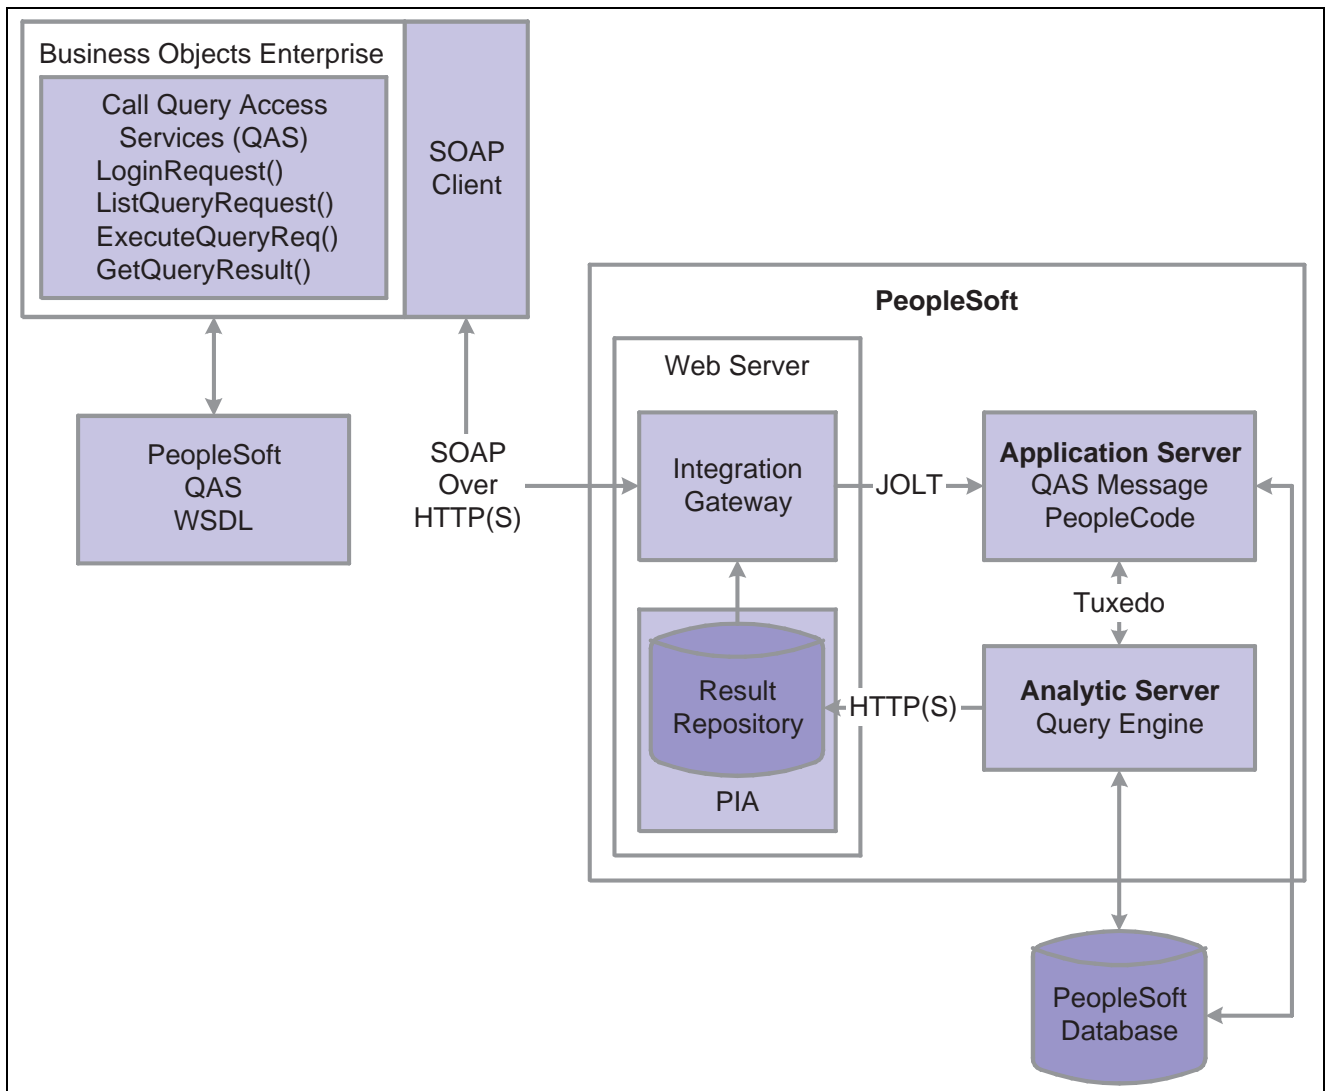 Business Objects Enterprise
Call Query Access
Services (QAS)
LoginRequest()
ListQueryRequest()
ExecuteQueryReq()
GetQueryResult()
SOAP
Client
PeopleSoft
QAS
WSDL
SOAP
Over
HTTP(S)
PeopleSoft
Web Server
Integration
Gateway
JOLT
Application Server
QAS Message
PeopleCode
Tuxedo
Result
Repository
PIA
HTTP(S)
Analytic Server
Query Engine
PeopleSoft
Database